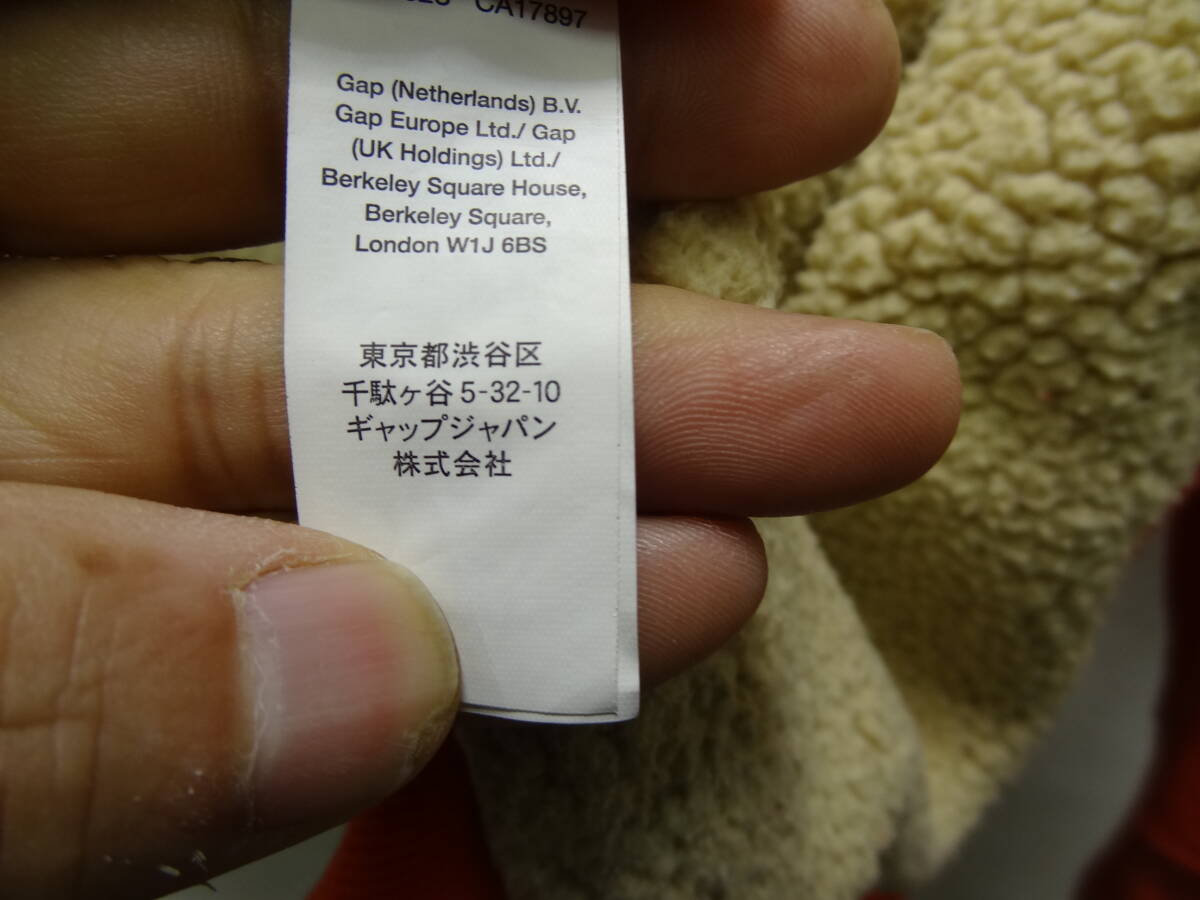 CA17897
Gap (Netherlands) B.V.
Gap Europe Ltd./ Gap
(UK Holdings) Ltd./
Berkeley Square House,
Berkeley Square,
London W1J 6BS
東京都渋谷区
千駄ヶ谷5-32-10
ギャップジャパン
株式会社